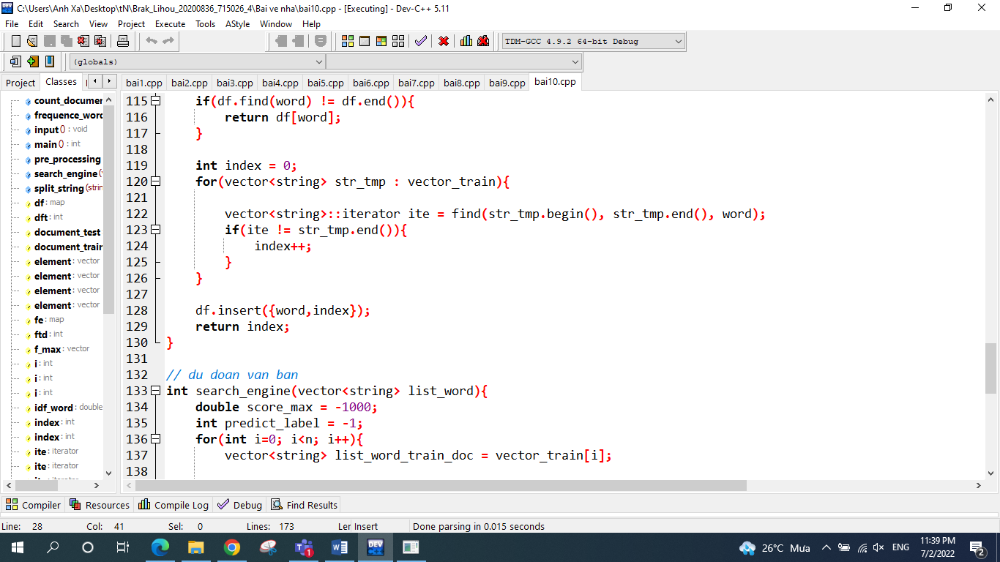 C:\Users\Anh Xa\Desktop\tN\Brak_Lihou_20200836_715026_4\Bai ve nha\bai10.cpp - [Executing] - Dev-C++ 5.11
File Edit Search View Project Execute Tools AStyle Window Help
TDM-GCC 4.9.2 64-bit Debug
(globals)
Project Classes bai1.cpp bai2.cpp bai3.cpp bai4.cpp bai5.cpp bai6.cpp bai7.cpp bai8.cpp bai9.cpp bai10.cpp
count_documen
frequence_word
input () : void
main () : int
pre_processing
search_engine (
split_string (strin
df : map
dft : int
document_test
document_train
element : vector
element : vector
element : vector
element : vector
fe : map
ftd : int
f_max : vector
i : int
i : int
i : int
idf_word : double
index : int
index : int
ite : iterator
ite : iterator
115 if(df.find(word) != df.end()){
116 return df[word];
117 }
118
119 int index = 0;
120 for(vector<string> str_tmp : vector_train){
121
122 vector<string>::iterator ite = find(str_tmp.begin(), str_tmp.end(), word);
123 if(ite != str_tmp.end()){
124 index++;
125 }
126 }
127
128 df.insert({word,index});
129 return index;
130 }
131
132 // du doan van ban
133 int search_engine(vector<string> list_word){
134 double score_max = -1000;
135 int predict_label = -1;
136 for(int i=0; i<n; i++){
137 vector<string> list_word_train_doc = vector_train[i];
138
Compiler Resources Compile Log Debug Find Results
Line: 28 Col: 41 Sel: 0 Lines: 173 Ler Insert Done parsing in 0.015 seconds
26°C Mưa ENG 11:39 PM
7/2/2022